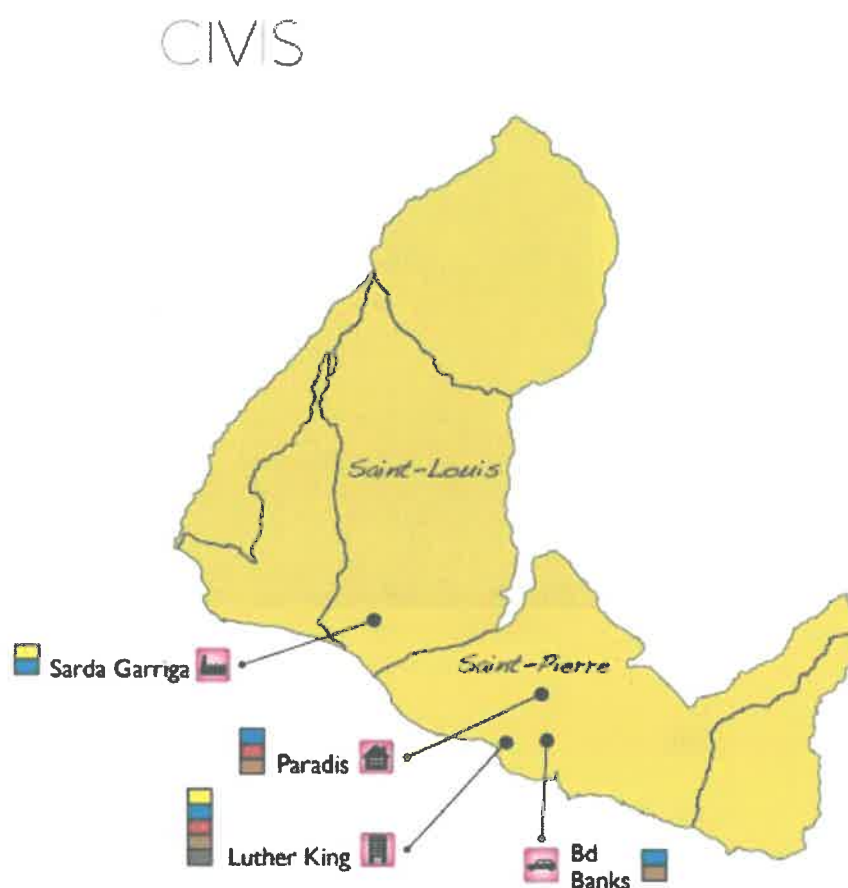 CIVIS
Saint-Louis
Sarda Garriga
Saint-Pierre
Paradis
Luther King
Bd
Banks